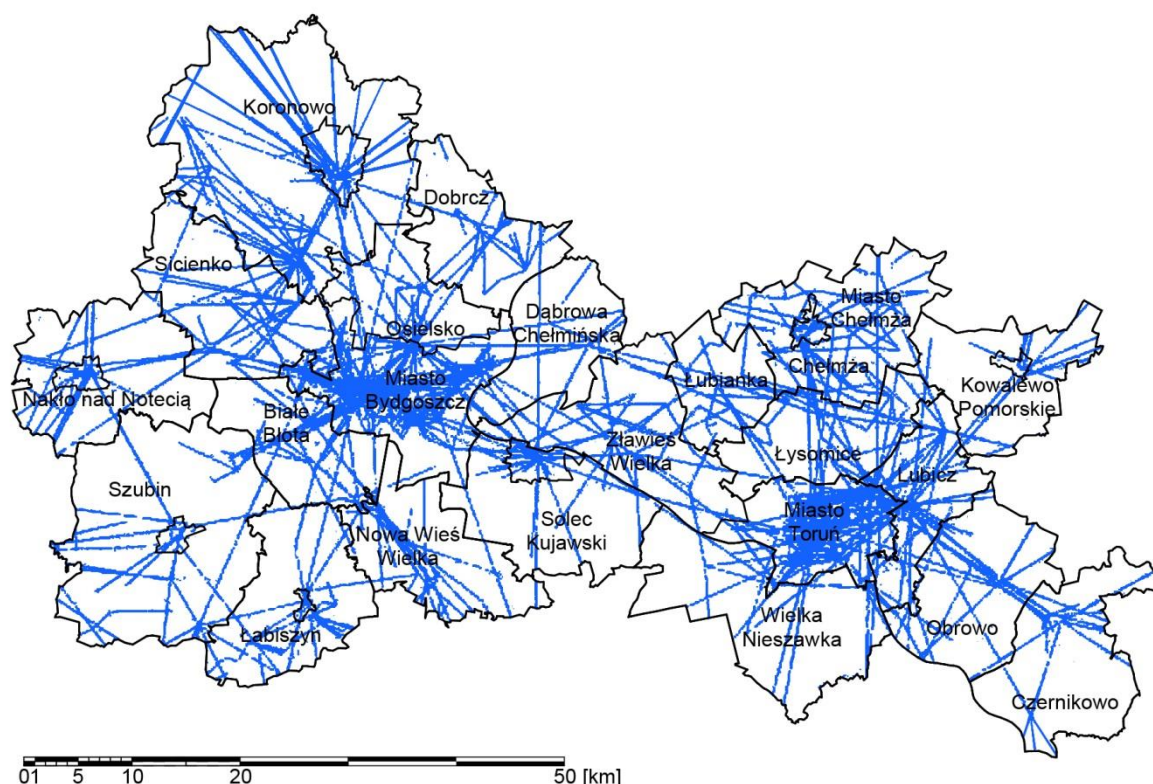 Koronowo
Dobrcz
Sicienko
Osielsko
Dąbrowa
Chełmińska
Miasto
Chełmża
Chełmża
Łubianka
Kowalewo
Pomorskie
Nakło nad Notecią
Miasto
Bydgoszcz
Białe
Błota
Zławieś
Wielka
Łysomice
Lubicz
Szubin
Nowa Wieś
Wielka
Solec
Kujawski
Miasto
Toruń
Wielka
Nieszawka
Obrowo
Łabiszyn
Czernikowo
01 5 10 20 50 [km]